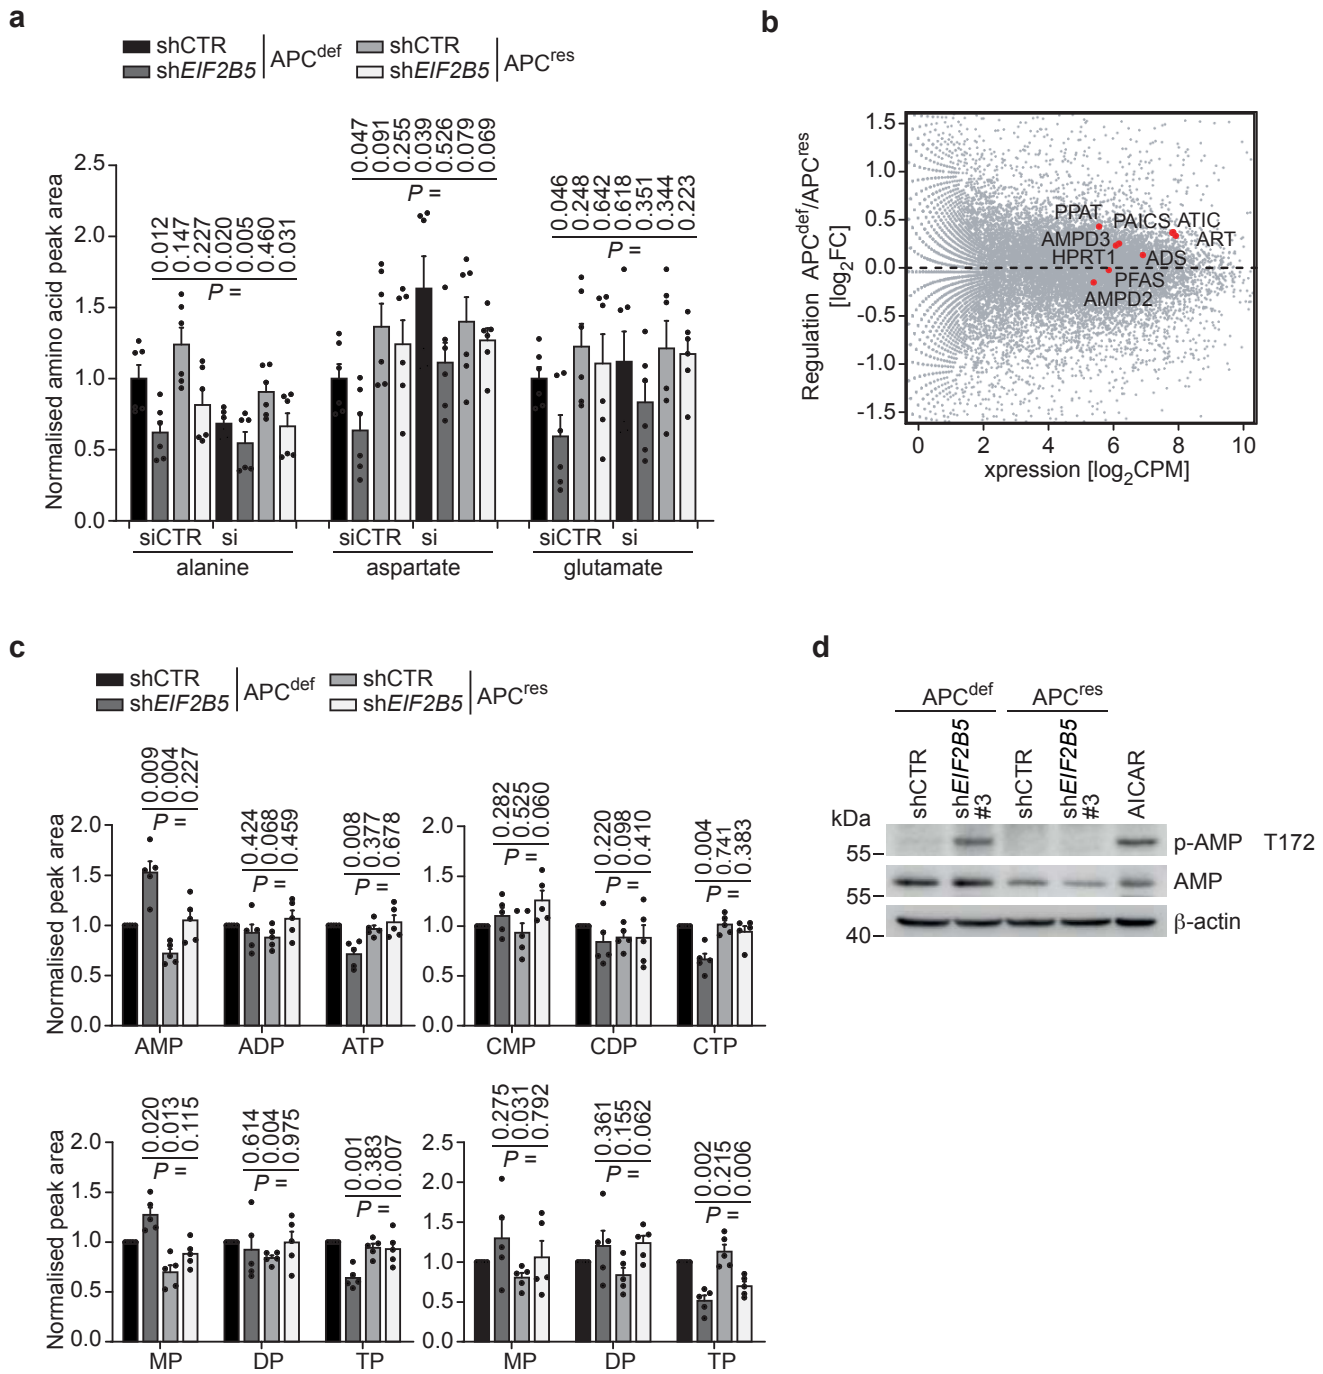 a
shCTR
shEIF2B5
APCdef
shCTR
shEIF2B5
APCres
Normalised amino acid peak area
2.5
2.0
1.5
1.0
0.5
0.0
0.012
0.147
0.227
0.020
0.005
0.460
0.031
P =
0.047
0.091
0.255
0.039
0.526
0.079
0.069
P =
0.046
0.248
0.642
0.618
0.351
0.344
0.223
P =
siCTR si
siCTR si
siCTR si
alanine
aspartate
glutamate
b
Regulation APCdef/APCres
[log2FC]
1.5
1.0
0.5
0.0
-0.5
-1.0
-1.5
PPAT PAICS ATIC
AMPD3 ART
HPRT1 ADS
PFAS
AMPD2
0 2 4 6 8 10
xpression [log2CPM]
c
shCTR
shEIF2B5
APCdef
shCTR
shEIF2B5
APCres
Normalised peak area
2.0
1.5
1.0
0.5
0.0
0.009
0.004
0.227
P =
0.424
0.068
0.459
P =
0.008
0.377
0.678
P =
AMP ADP ATP
2.0
1.5
1.0
0.5
0.0
0.282
0.525
0.060
P =
0.220
0.098
0.410
P =
0.004
0.741
0.383
P =
CMP CDP CTP
Normalised peak area
2.0
1.5
1.0
0.5
0.0
0.020
0.013
0.115
P =
0.614
0.004
0.975
P =
0.001
0.383
0.007
P =
MP DP TP
2.5
2.0
1.5
1.0
0.5
0.0
0.275
0.031
0.792
P =
0.361
0.155
0.062
P =
0.002
0.215
0.006
P =
MP DP TP
d
APCdef APCres
shCTR
shEIF2B5
#3
shCTR
shEIF2B5
#3
AICAR
kDa
55 p-AMP T172
55 AMP
40 β-actin